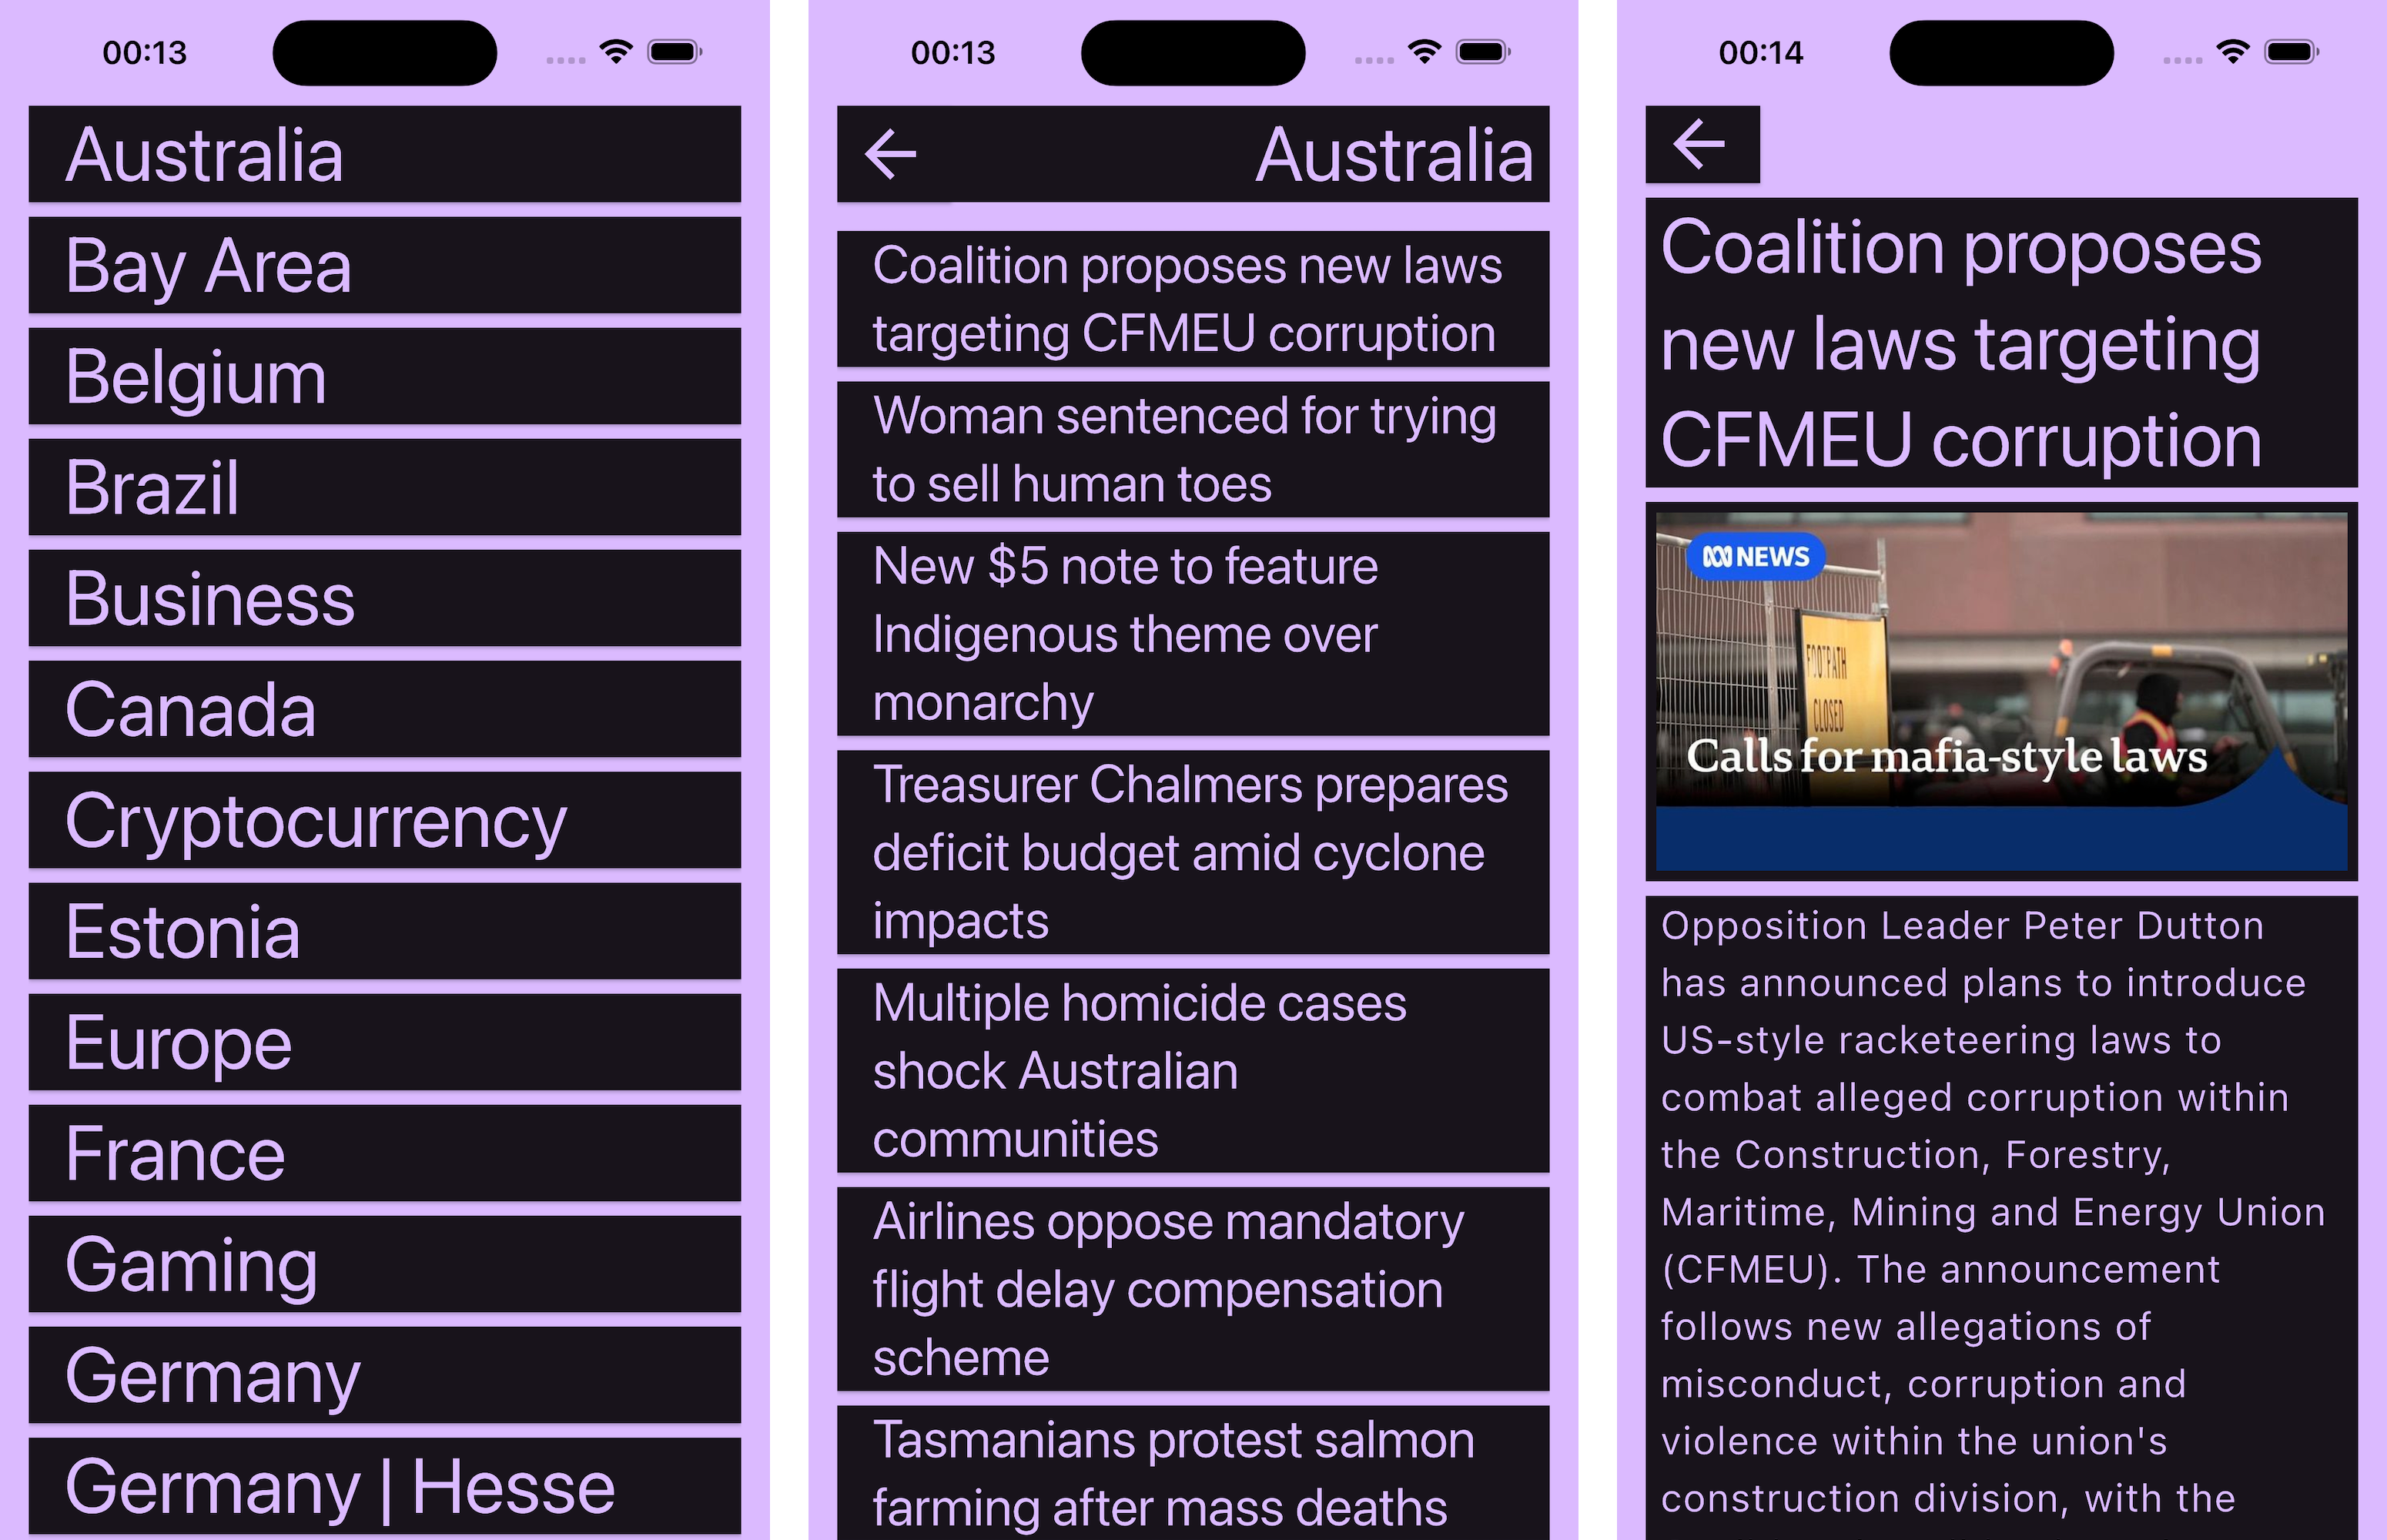 00:13
Australia
Bay Area
Belgium
Brazil
Business
Canada
Cryptocurrency
Estonia
Europe
France
Gaming
Germany
Germany | Hesse
00:13
Australia
Coalition proposes new laws
targeting CFMEU corruption
Woman sentenced for trying
to sell human toes
New $5 note to feature
Indigenous theme over
monarchy
Treasurer Chalmers prepares
deficit budget amid cyclone
impacts
Multiple homicide cases
shock Australian
communities
Airlines oppose mandatory
flight delay compensation
scheme
Tasmanians protest salmon
farming after mass deaths
00:14
Coalition proposes
new laws targeting
CFMEU corruption
NEWS
FOOTPATH
CLOSED
Calls for mafia-style laws
Opposition Leader Peter Dutton
has announced plans to introduce
US-style racketeering laws to
combat alleged corruption within
the Construction, Forestry,
Maritime, Mining and Energy Union
(CFMEU). The announcement
follows new allegations of
misconduct, corruption and
violence within the union's
construction division, with the